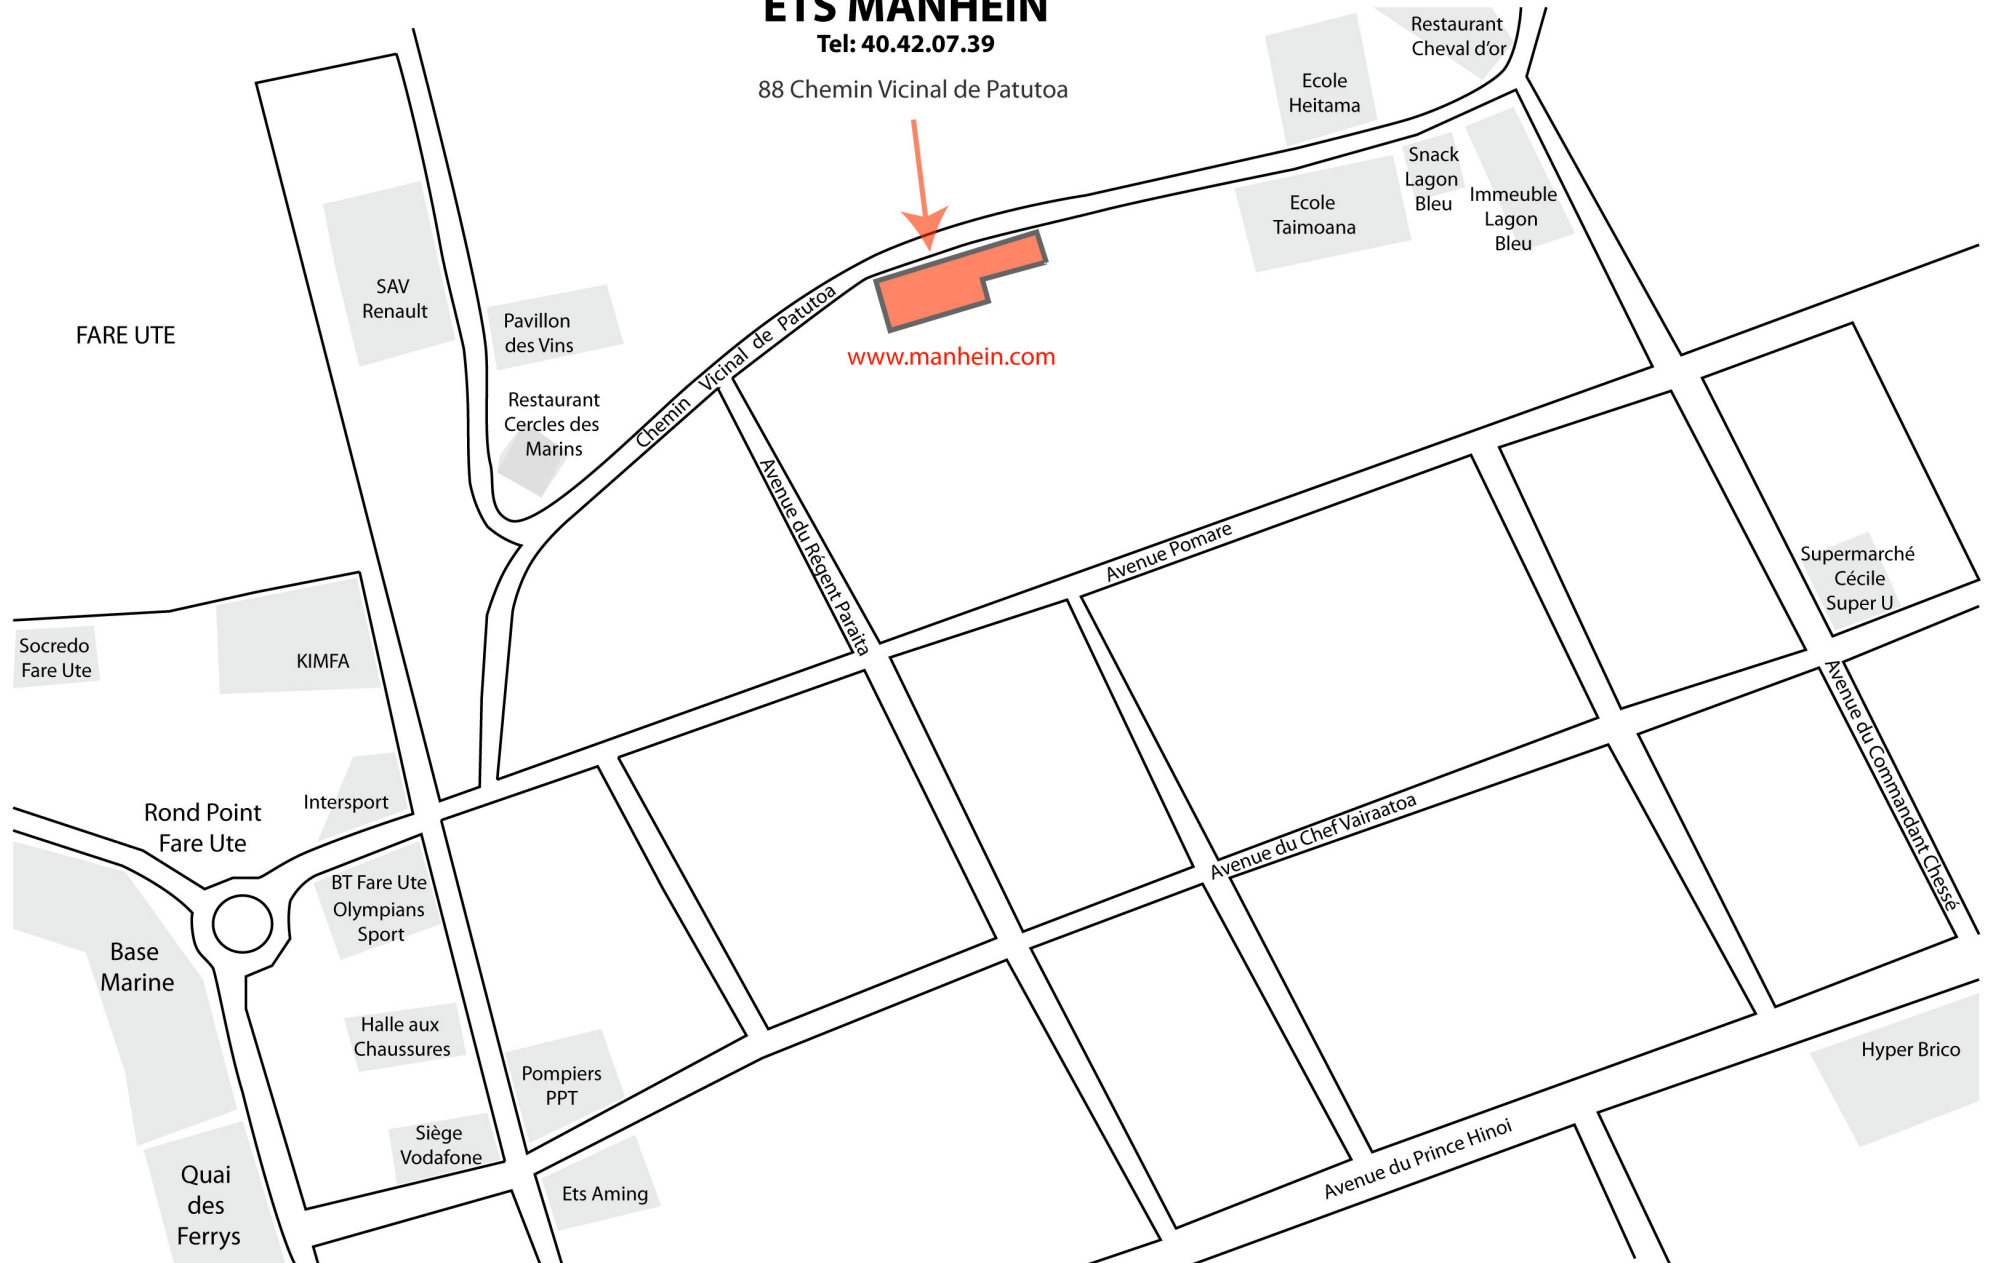 ETS MANHEIN
Tel: 40.42.07.39
88 Chemin Vicinal de Patutoa
Restaurant
Cheval d'or
Ecole
Heitama
Snack
Lagon
Bleu
Immeuble
Lagon
Bleu
Ecole
Taimoana
SAV
Renault
FARE UTE
Pavillon
des Vins
www.manhein.com
Chemin Vicinal de Patutoa
Restaurant
Cercles des
Marins
Avenue du Régent Paraita
Avenue Pomare
Supermarché
Cécile
Super U
Socredo
Fare Ute
KIMFA
Avenue du Commandant Chessé
Intersport
Rond Point
Fare Ute
Avenue du Chef Vairaatoa
BT Fare Ute
Olympians
Sport
Base
Marine
Halle aux
Chaussures
Hyper Brico
Pompiers
PPT
Siège
Vodafone
Avenue du Prince Hinoi
Quai
des
Ferrys
Ets Aming